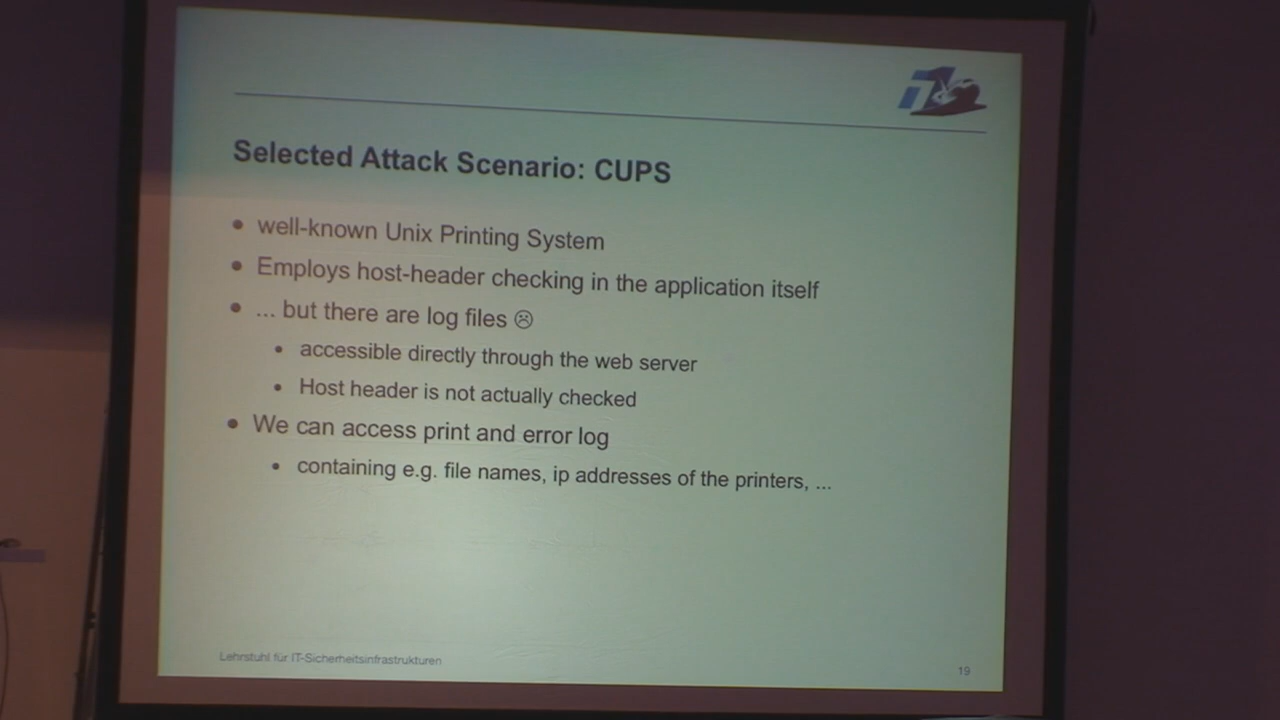 Selected Attack Scenario: CUPS
• well-known Unix Printing System
• Employs host-header checking in the application itself
• ... but there are log files ☹
• accessible directly through the web server
• Host header is not actually checked
• We can access print and error log
• containing e.g. file names, ip addresses of the printers, ...
Lehrstuhl für IT-Sicherheitsinfrastrukturen
19